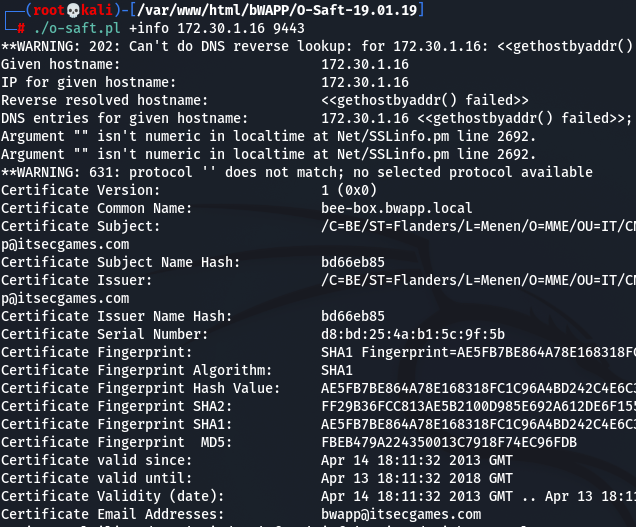 (root💀kali)-[/var/www/html/bWAPP/O-Saft-19.01.19]
# ./o-saft.pl +info 172.30.1.16 9443
**WARNING: 202: Can't do DNS reverse lookup: for 172.30.1.16: <<gethostbyaddr()
Given hostname: 172.30.1.16
IP for given hostname: 172.30.1.16
Reverse resolved hostname: <<gethostbyaddr() failed>>
DNS entries for given hostname: 172.30.1.16 <<gethostbyaddr() failed>>;
Argument "" isn't numeric in localtime at Net/SSLinfo.pm line 2692.
Argument "" isn't numeric in localtime at Net/SSLinfo.pm line 2692.
**WARNING: 631: protocol '' does not match; no selected protocol available
Certificate Version: 1 (0x0)
Certificate Common Name: bee-box.bwapp.local
Certificate Subject: /C=BE/ST=Flanders/L=Menen/O=MME/OU=IT/CN
p@itsecgames.com
Certificate Subject Name Hash: bd66eb85
Certificate Issuer: /C=BE/ST=Flanders/L=Menen/O=MME/OU=IT/CN
p@itsecgames.com
Certificate Issuer Name Hash: bd66eb85
Certificate Serial Number: d8:bd:25:4a:b1:5c:9f:5b
Certificate Fingerprint: SHA1 Fingerprint=AE5FB7BE864A78E168318FC
Certificate Fingerprint Algorithm: SHA1
Certificate Fingerprint Hash Value: AE5FB7BE864A78E168318FC1C96A4BD242C4E6C3
Certificate Fingerprint SHA2: FF29B36FCC813AE5B2100D985E692A612DE6F155
Certificate Fingerprint SHA1: AE5FB7BE864A78E168318FC1C96A4BD242C4E6C3
Certificate Fingerprint MD5: FBEB479A224350013C7918F74EC96FDB
Certificate valid since: Apr 14 18:11:32 2013 GMT
Certificate valid until: Apr 13 18:11:32 2018 GMT
Certificate Validity (date): Apr 14 18:11:32 2013 GMT .. Apr 13 18:11
Certificate Email Addresses: bwapp@itsecgames.com